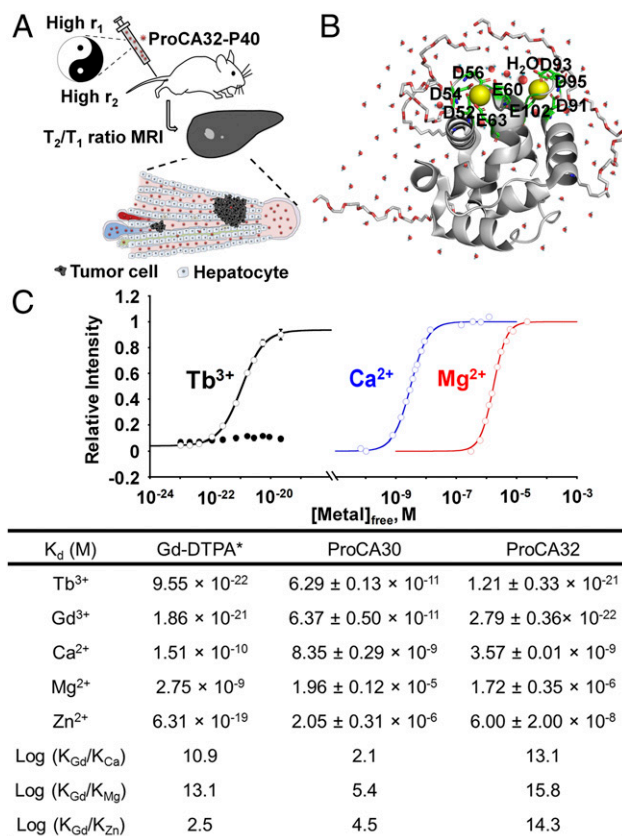 A
High r1
ProCA32-P40
High r2
T2/T1 ratio MRI
Tumor cell
Hepatocyte
B
H2O
D93
D56
D95
D54
E60
D52
E102
D91
E63
C
Relative Intensity
1.2
1
0.8
0.6
0.4
0.2
0
-0.2
Tb3+
Ca2+
Mg2+
10-24 10-22 10-20 10-9 10-7 10-5 10-3
[Metal]free, M
Kd (M) Gd-DTPA* ProCA30 ProCA32
Tb3+ 9.55 × 10-22 6.29 ± 0.13 × 10-11 1.21 ± 0.33 × 10-21
Gd3+ 1.86 × 10-21 6.37 ± 0.50 × 10-11 2.79 ± 0.36× 10-22
Ca2+ 1.51 × 10-10 8.35 ± 0.29 × 10-9 3.57 ± 0.01 × 10-9
Mg2+ 2.75 × 10-9 1.96 ± 0.12 × 10-5 1.72 ± 0.35 × 10-6
Zn2+ 6.31 × 10-19 2.05 ± 0.31 × 10-6 6.00 ± 2.00 × 10-8
Log (KGd/KCa) 10.9 2.1 13.1
Log (KGd/KMg) 13.1 5.4 15.8
Log (KGd/KZn) 2.5 4.5 14.3